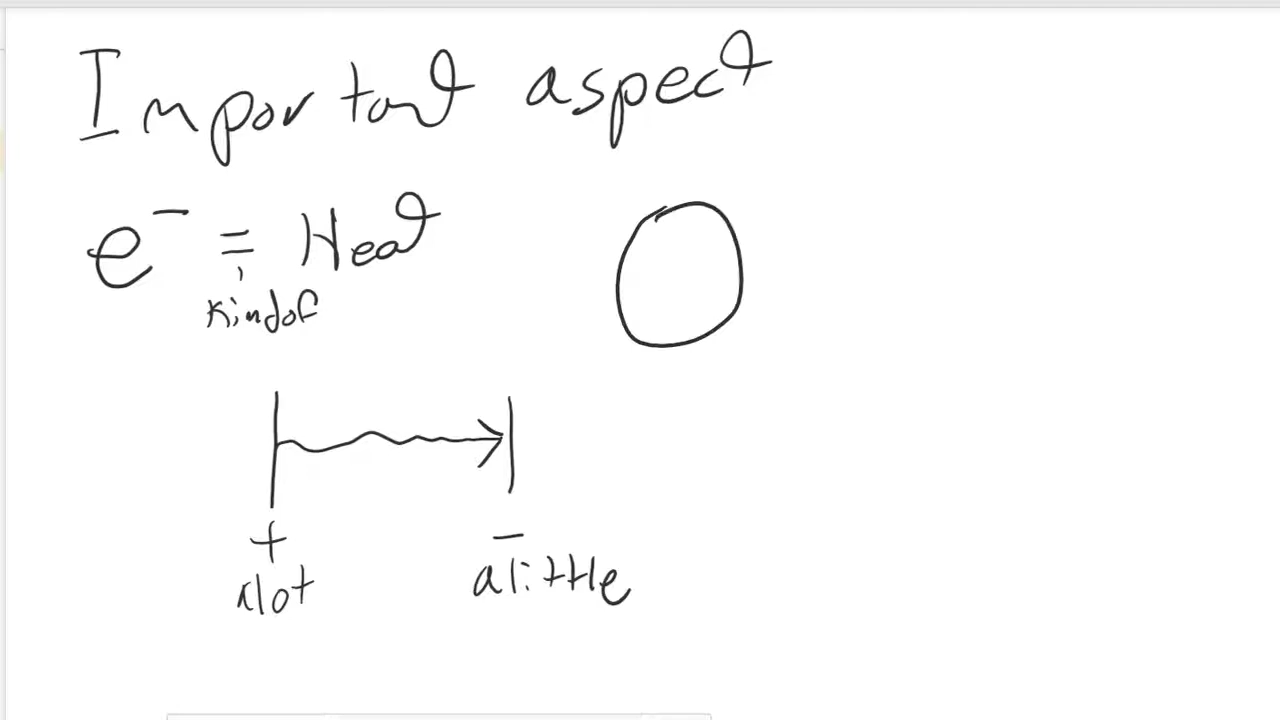 Important aspect
e⁻ = Heat
kindof
+ −
alot alittle